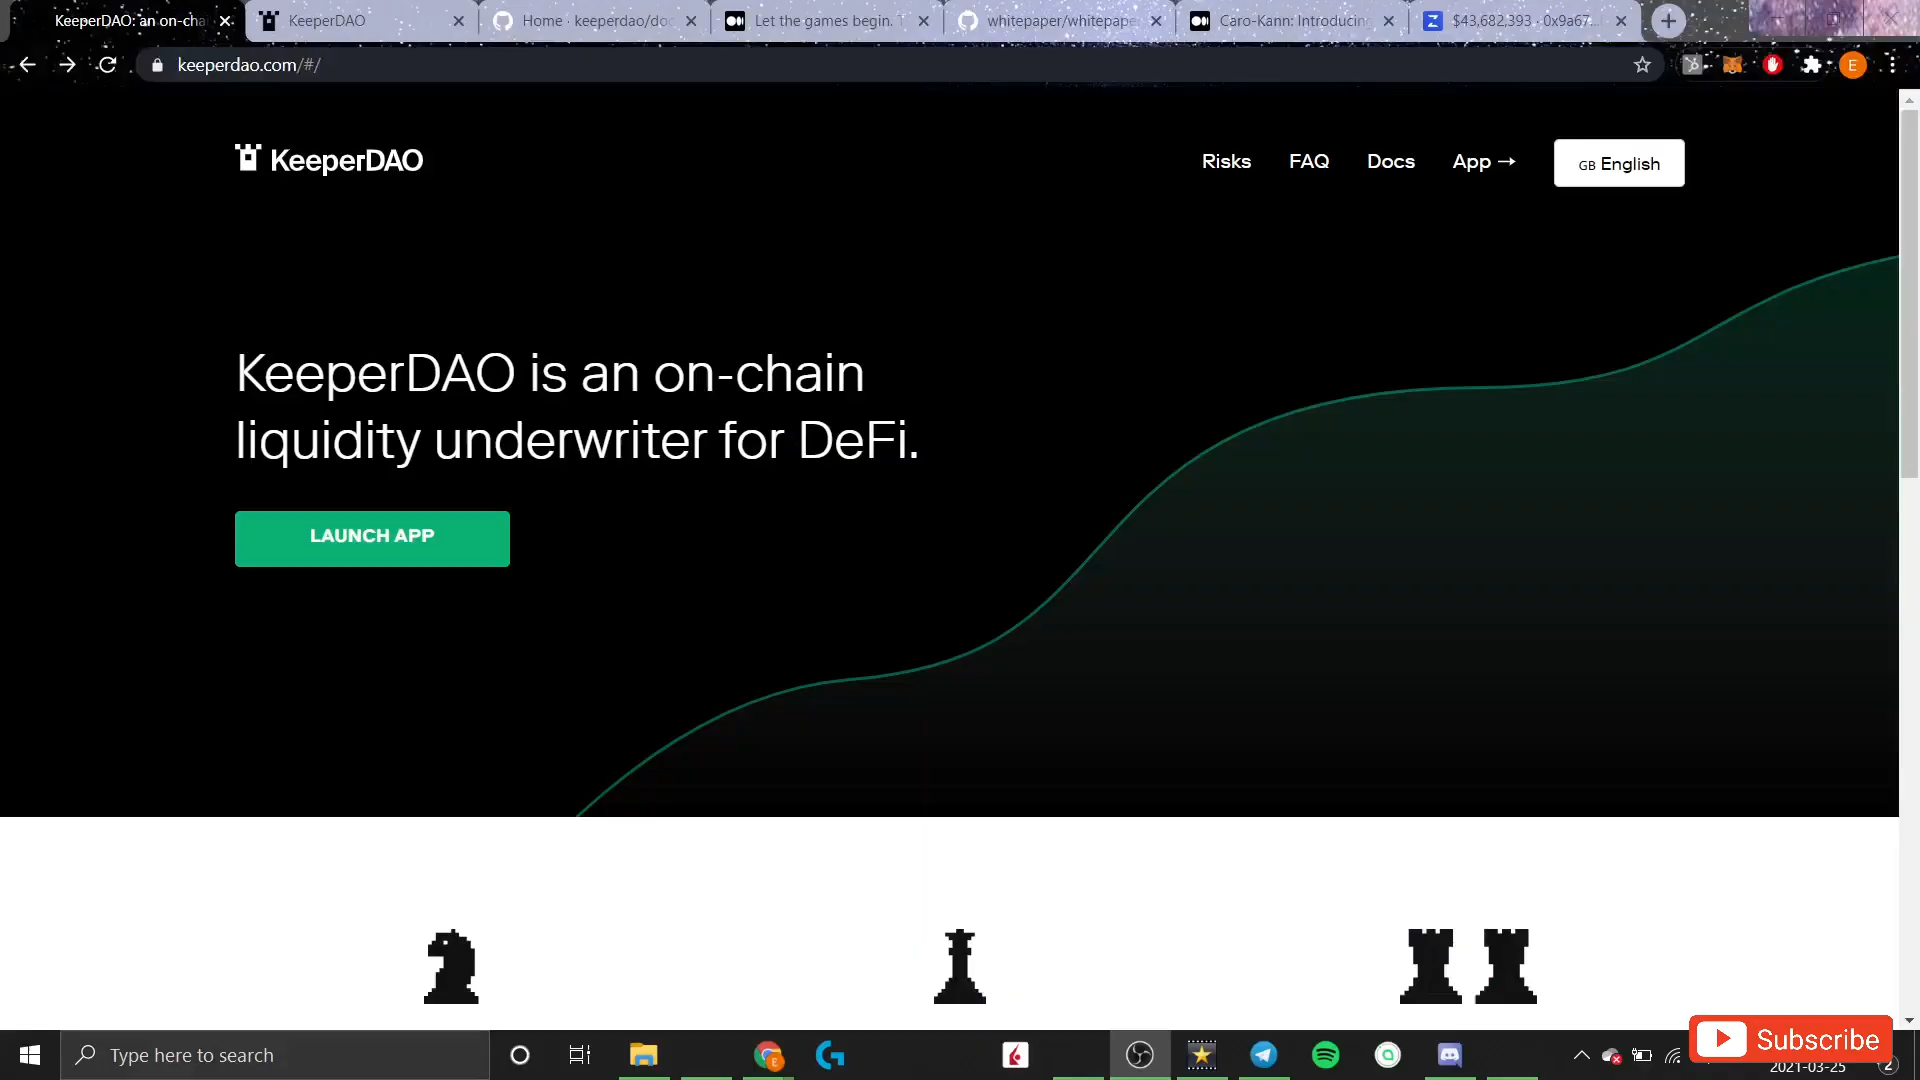 KeeperDAO: an on-cha
KeeperDAO
Home · keeperdao/doc
Let the games begin. T
whitepaper/whitepape
Caro-Kann: Introducing
$43,682,393 · 0x9a67...
keeperdao.com/#/
E
KeeperDAO
Risks
FAQ
Docs
App →
GB English
KeeperDAO is an on-chain
liquidity underwriter for DeFi.
LAUNCH APP
Type here to search
Subscribe
2021-03-25
2